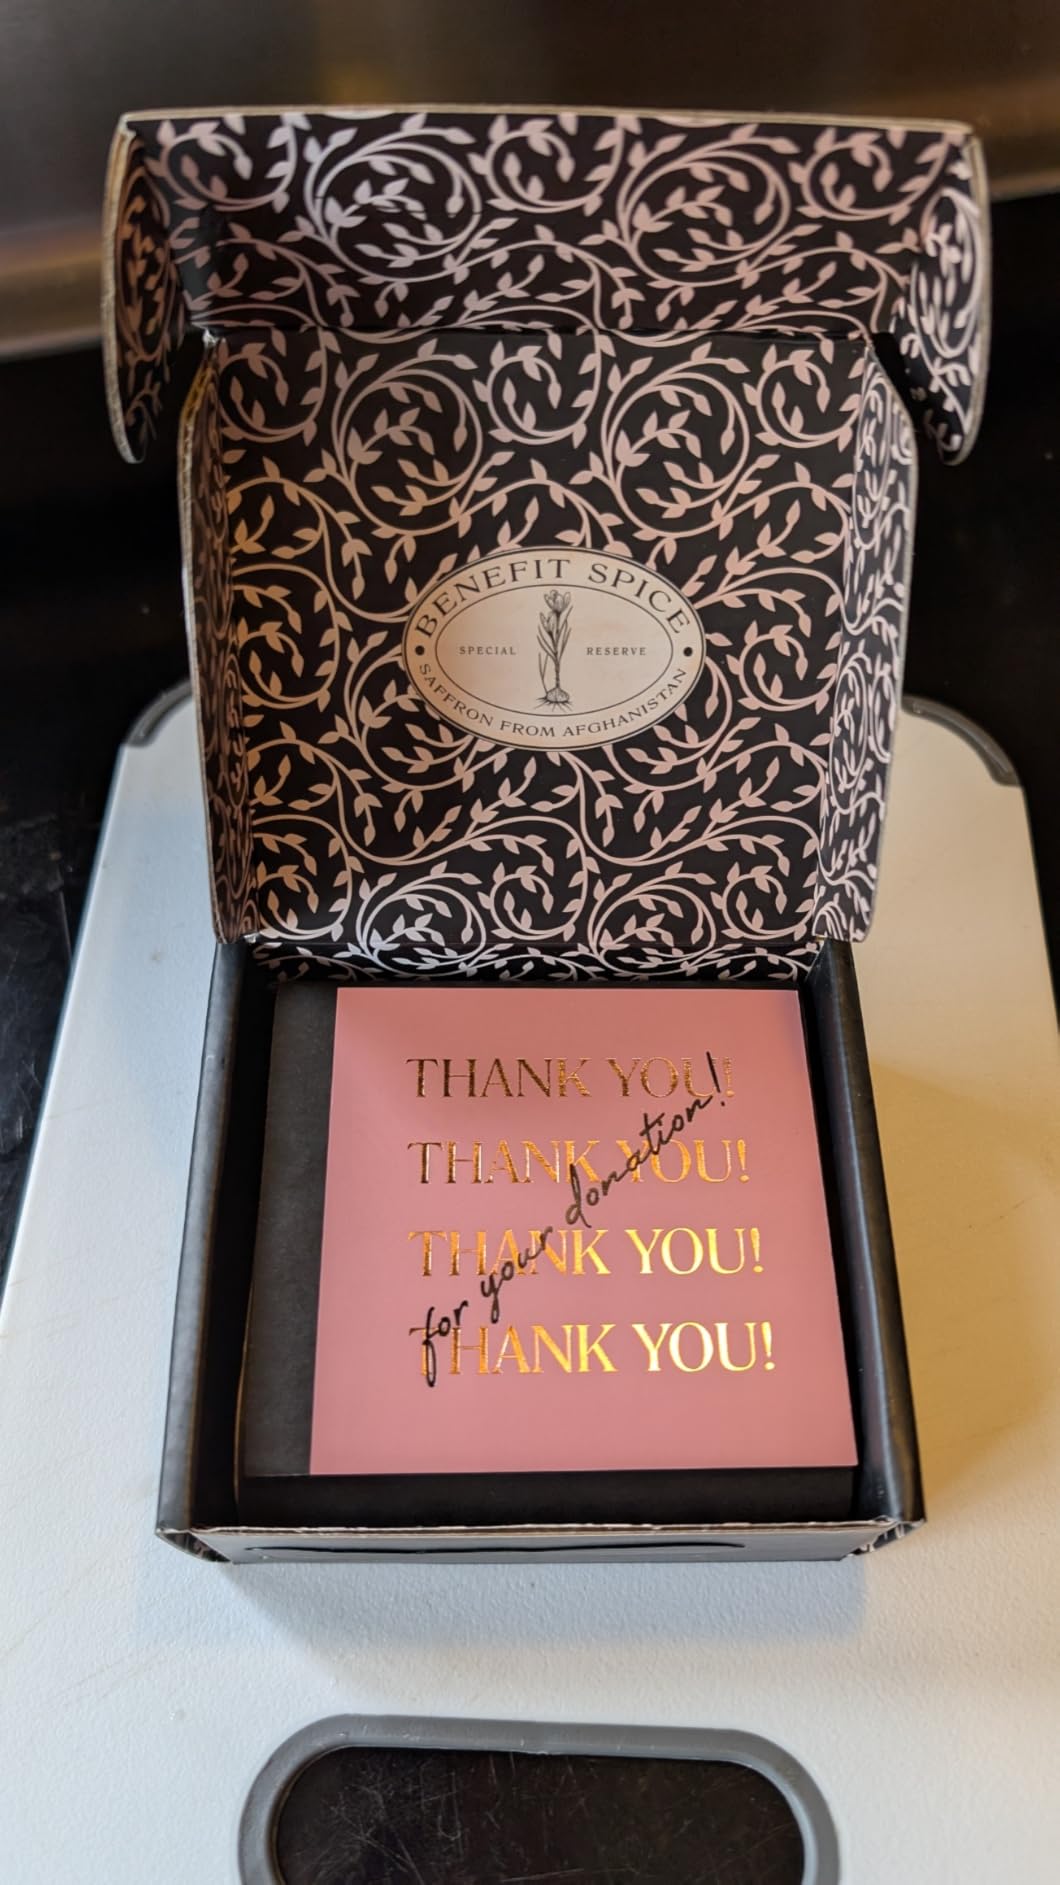 BENEFIT SPICE
SPECIAL RESERVE
SAFFRON FROM AFGHANISTAN
THANK YOU!
THANK YOU!
THANK YOU!
THANK YOU!
for your donation!